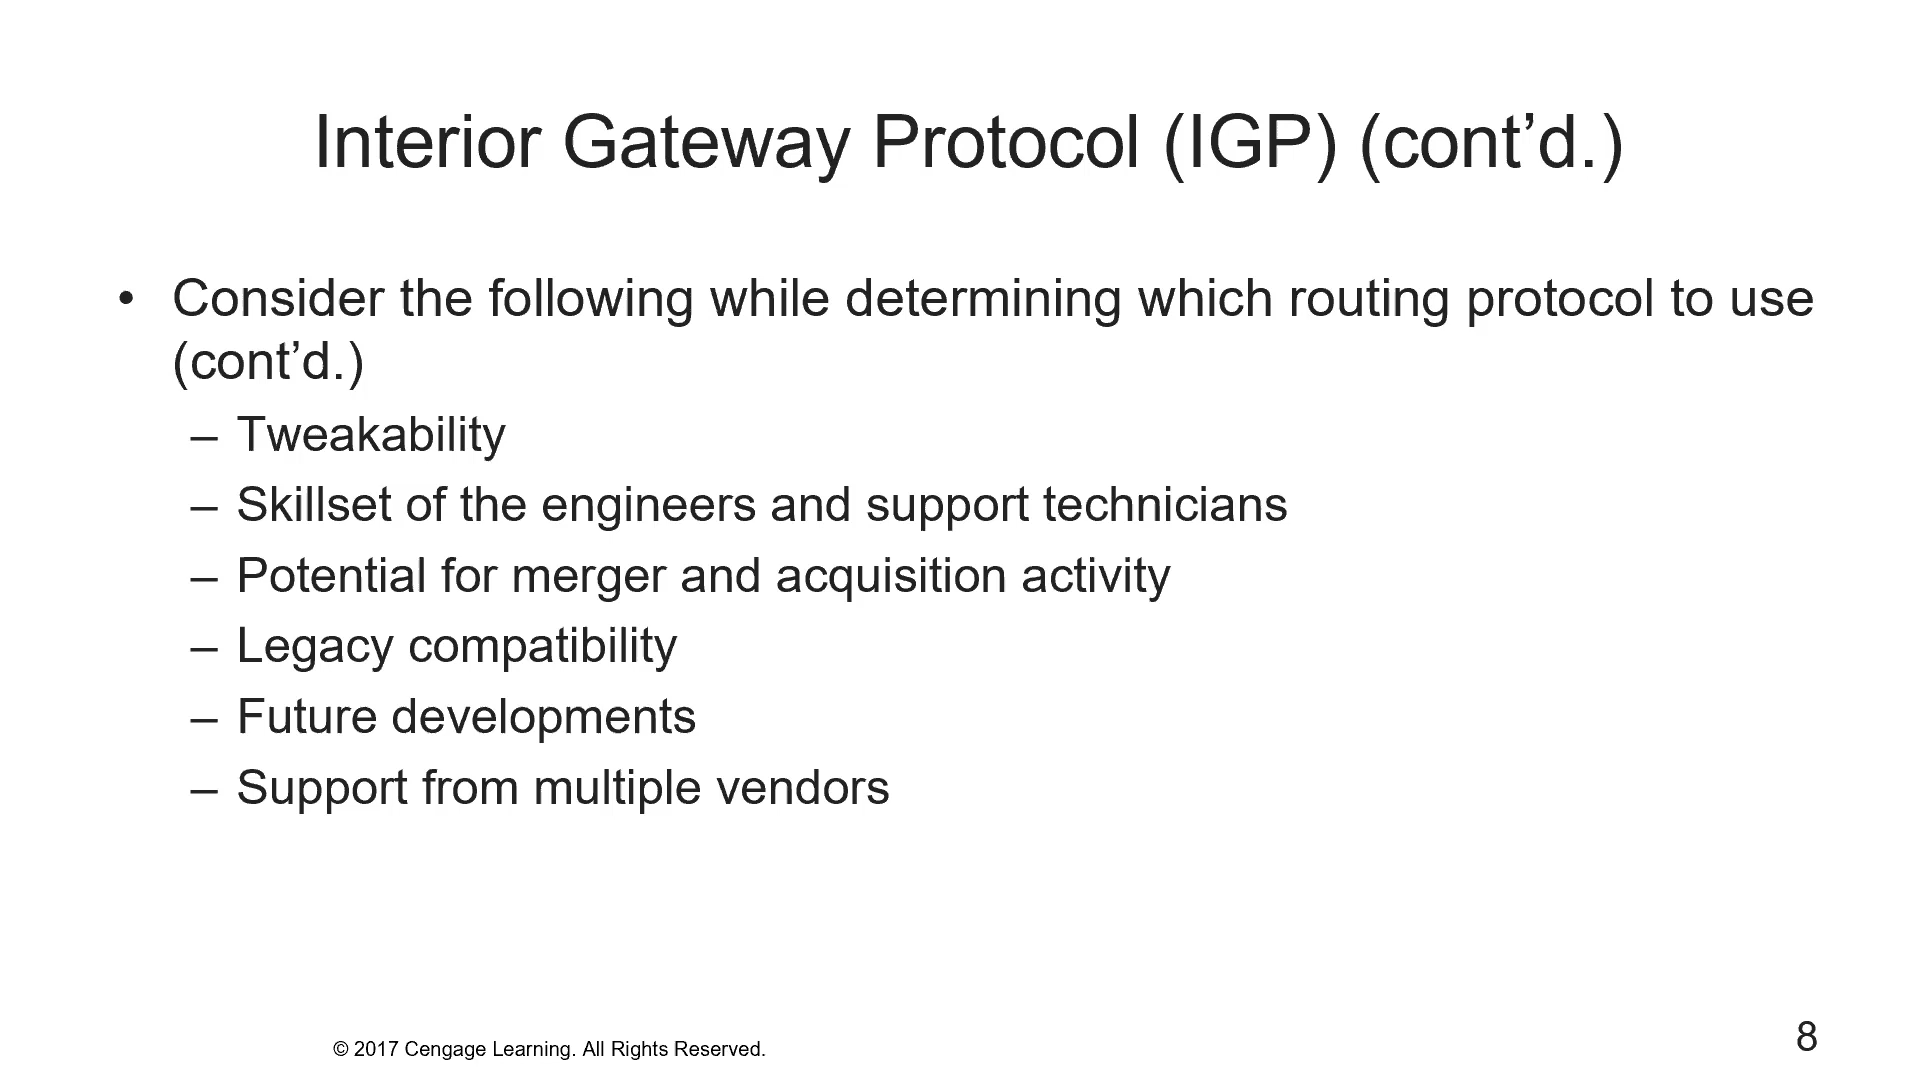 Interior Gateway Protocol (IGP) (cont’d.)
• Consider the following while determining which routing protocol to use
(cont’d.)
– Tweakability
– Skillset of the engineers and support technicians
– Potential for merger and acquisition activity
– Legacy compatibility
– Future developments
– Support from multiple vendors
© 2017 Cengage Learning. All Rights Reserved.
8